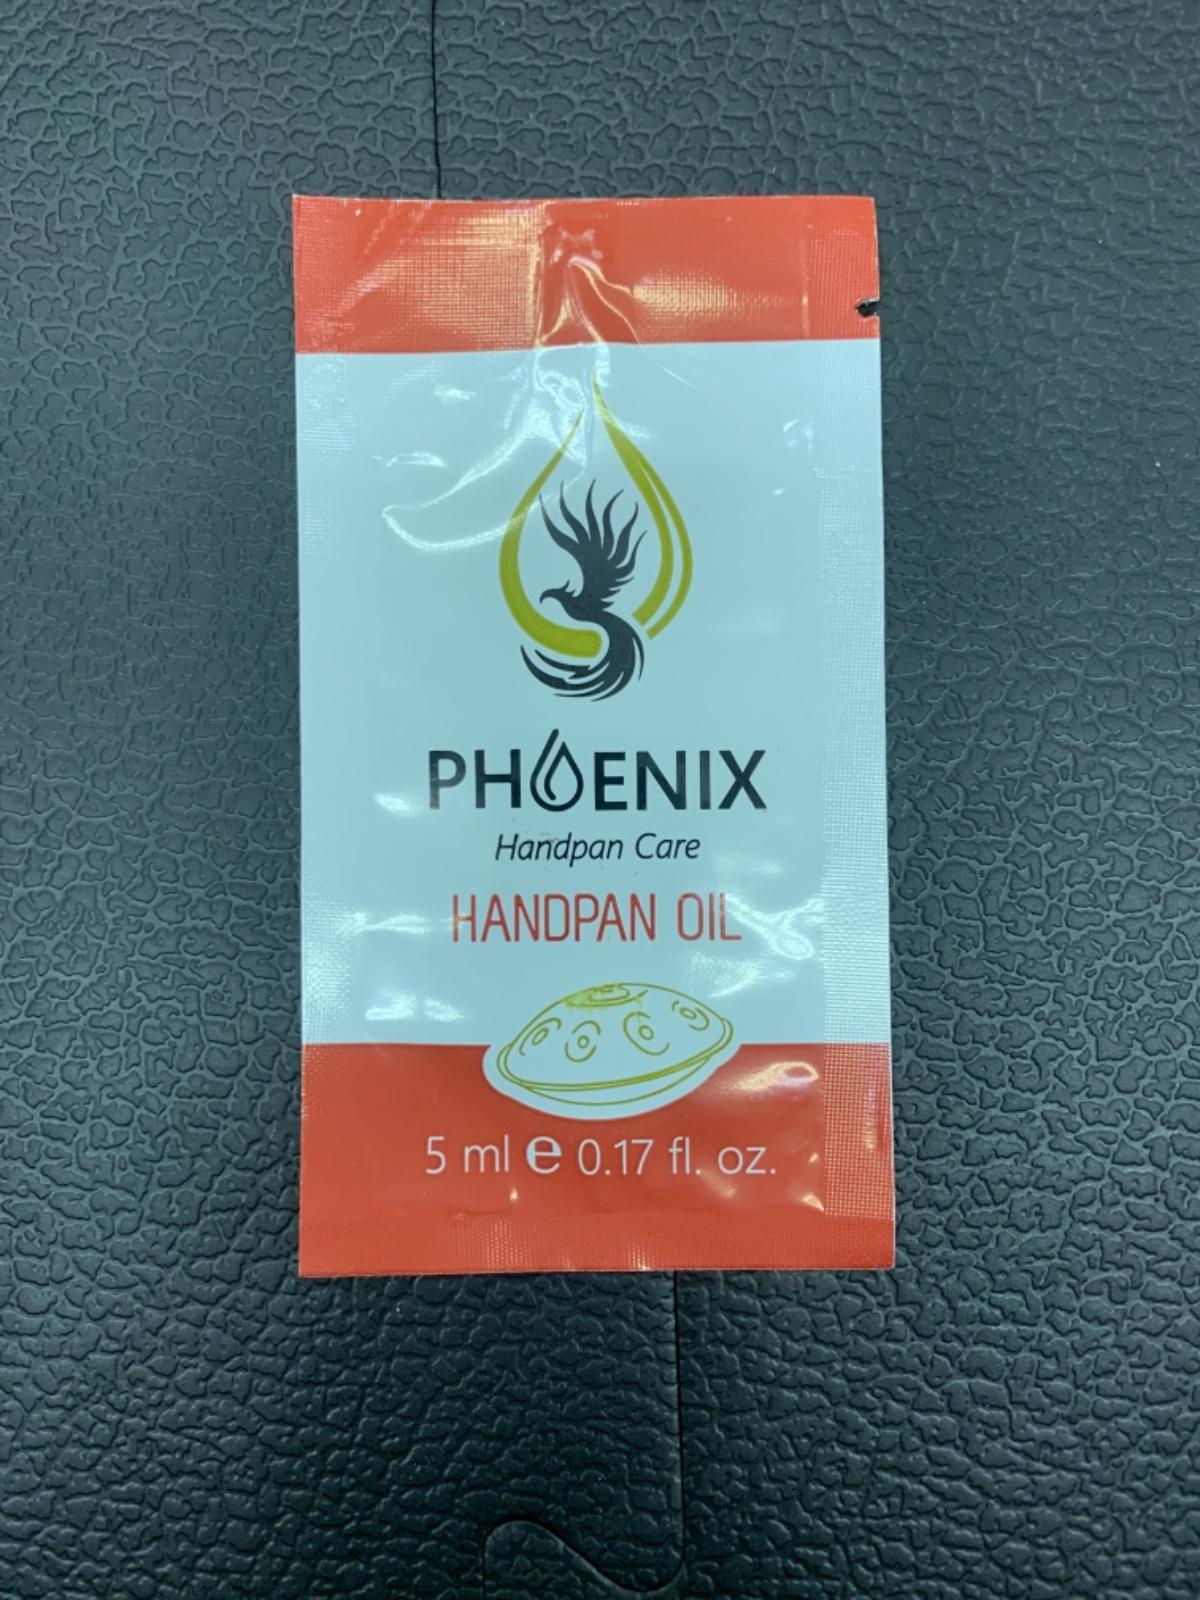 PHOENIX
Handpan Care
HANDPAN OIL
5 ml e 0.17 fl. oz.